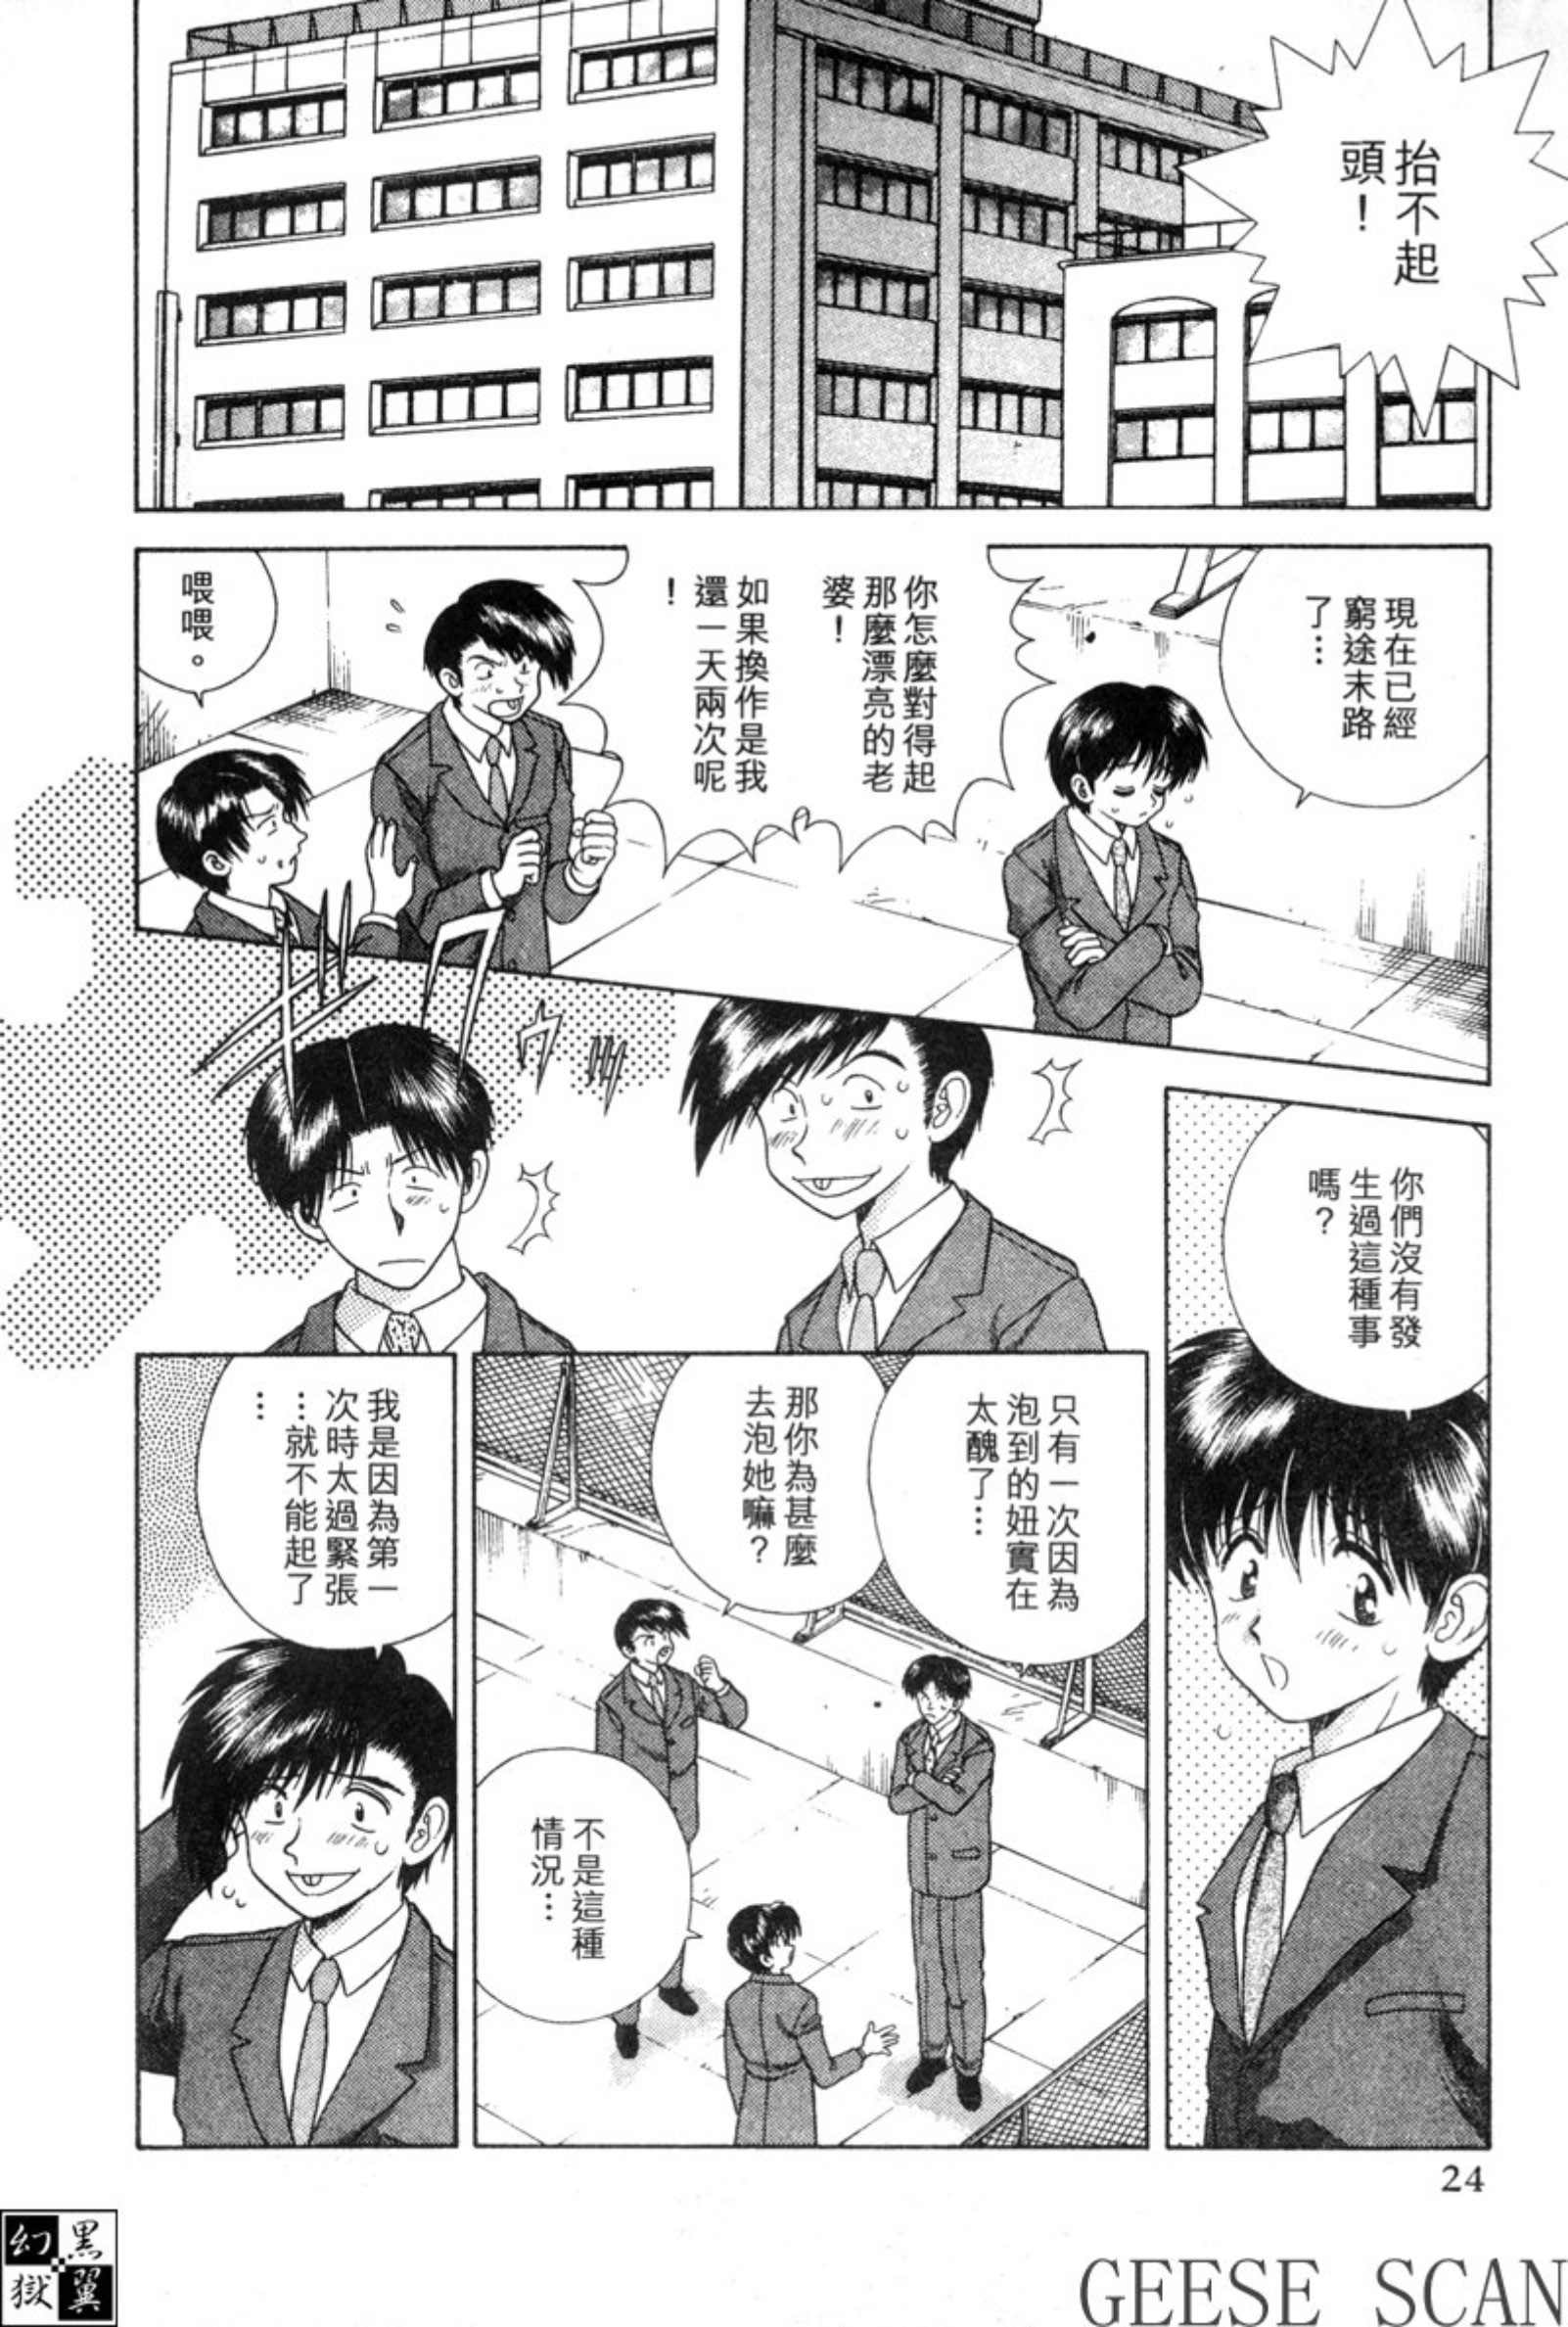 抬不起
頭！
現在已經
窮途末路
了…
你怎麼對得起
那麼漂亮的老
婆！
如果換作是我
還一天兩次呢
！
喂喂。
你們沒有發
生過這種事
嗎？
只有一次因為
泡到的妞實在
太醜了…
那你為甚麼
去泡她嘛？
不是這種
情況…
我是因為第一
次時太過緊張
…就不能起了
…
24
幻黑
獄翼
GEESE SCAN